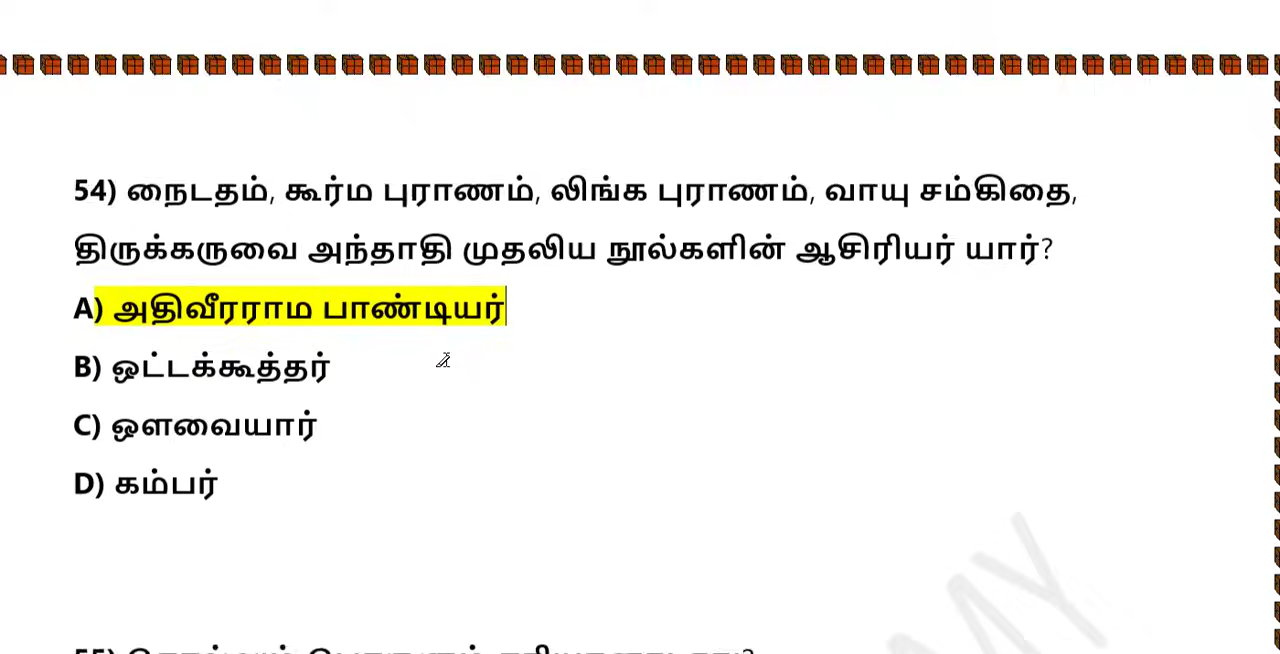 54) நைடதம், கூர்ம புராணம், லிங்க புராணம், வாயு சம்கிதை,
திருக்கருவை அந்தாதி முதலிய நூல்களின் ஆசிரியர் யார்?
A) அதிவீரராம பாண்டியர்
B) ஒட்டக்கூத்தர்
C) ஔவையார்
D) கம்பர்
MY